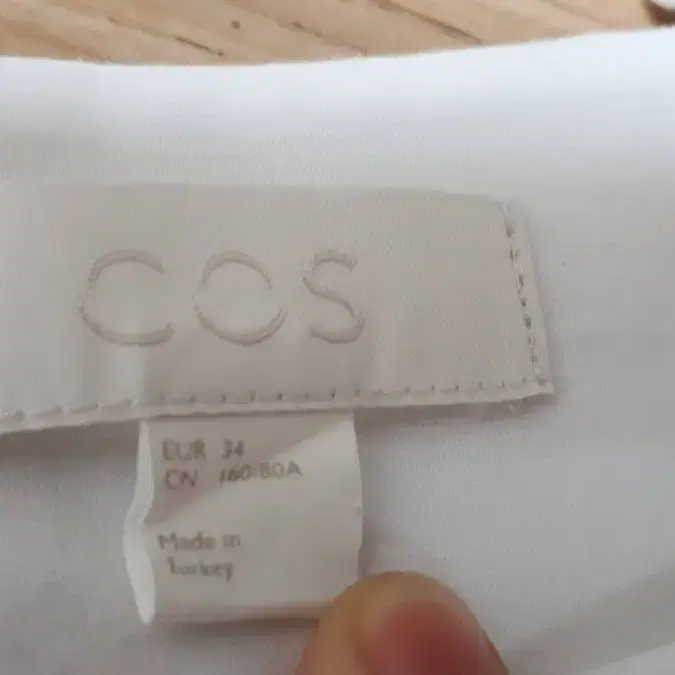 COS
EUR 34
CN 160/80A
Made in
Turkey